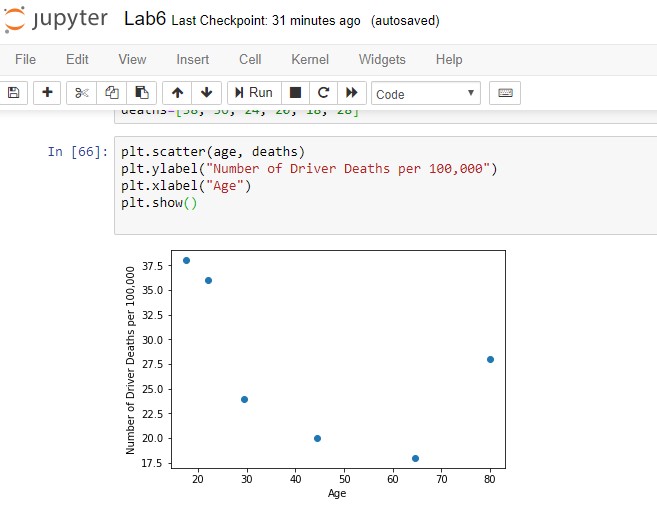 jupyter Lab6 Last Checkpoint: 31 minutes ago (autosaved)
File Edit View Insert Cell Kernel Widgets Help
Run Code
deaths=[38, 36, 24, 20, 18, 28]
In [66]: plt.scatter(age, deaths)
plt.ylabel("Number of Driver Deaths per 100,000")
plt.xlabel("Age")
plt.show()
Number of Driver Deaths per 100,000
37.5
35.0
32.5
30.0
27.5
25.0
22.5
20.0
17.5
20 30 40 50 60 70 80
Age